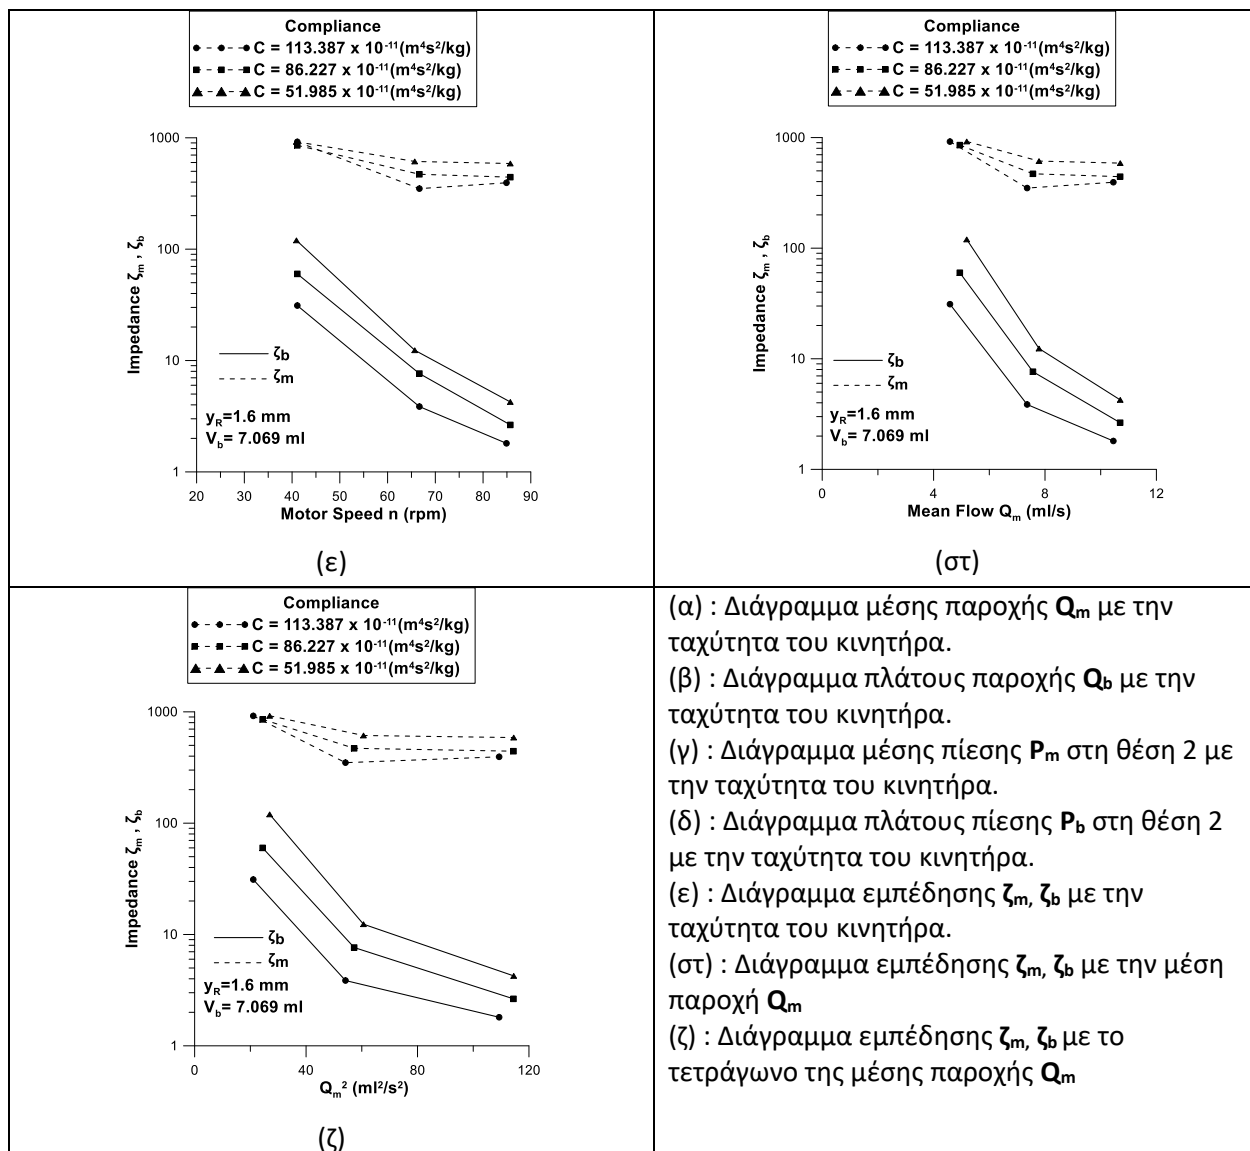 Compliance
C = 113.387 x 10⁻¹¹(m⁴s²/kg)
C = 86.227 x 10⁻¹¹(m⁴s²/kg)
C = 51.985 x 10⁻¹¹(m⁴s²/kg)
1000
100
10
1
Impedance ζm , ζb
ζb
ζm
yR=1.6 mm
Vb= 7.069 ml
20 30 40 50 60 70 80 90
Motor Speed n (rpm)
(ε)
Compliance
C = 113.387 x 10⁻¹¹(m⁴s²/kg)
C = 86.227 x 10⁻¹¹(m⁴s²/kg)
C = 51.985 x 10⁻¹¹(m⁴s²/kg)
1000
100
10
1
Impedance ζm , ζb
ζb
ζm
yR=1.6 mm
Vb= 7.069 ml
0 4 8 12
Mean Flow Qm (ml/s)
(στ)
Compliance
C = 113.387 x 10⁻¹¹(m⁴s²/kg)
C = 86.227 x 10⁻¹¹(m⁴s²/kg)
C = 51.985 x 10⁻¹¹(m⁴s²/kg)
1000
100
10
1
Impedance ζm , ζb
ζb
ζm
yR=1.6 mm
Vb= 7.069 ml
0 40 80 120
Qm² (ml²/s²)
(ζ)
(α) : Διάγραμμα μέσης παροχής Qm με την
ταχύτητα του κινητήρα.
(β) : Διάγραμμα πλάτους παροχής Qb με την
ταχύτητα του κινητήρα.
(γ) : Διάγραμμα μέσης πίεσης Pm στη θέση 2 με
την ταχύτητα του κινητήρα.
(δ) : Διάγραμμα πλάτους πίεσης Pb στη θέση 2
με την ταχύτητα του κινητήρα.
(ε) : Διάγραμμα εμπέδησης ζm, ζb με την
ταχύτητα του κινητήρα.
(στ) : Διάγραμμα εμπέδησης ζm, ζb με την μέση
παροχή Qm
(ζ) : Διάγραμμα εμπέδησης ζm, ζb με το
τετράγωνο της μέσης παροχής Qm